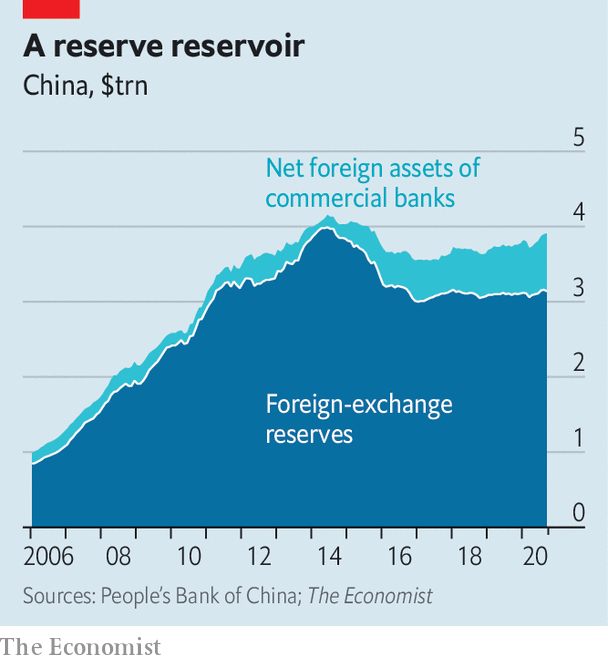 A reserve reservoir
China, $trn
5
Net foreign assets of
commercial banks
4
3
2
Foreign-exchange
reserves
1
0
2006 08 10 12 14 16 18 20
Sources: People's Bank of China; The Economist
The Economist